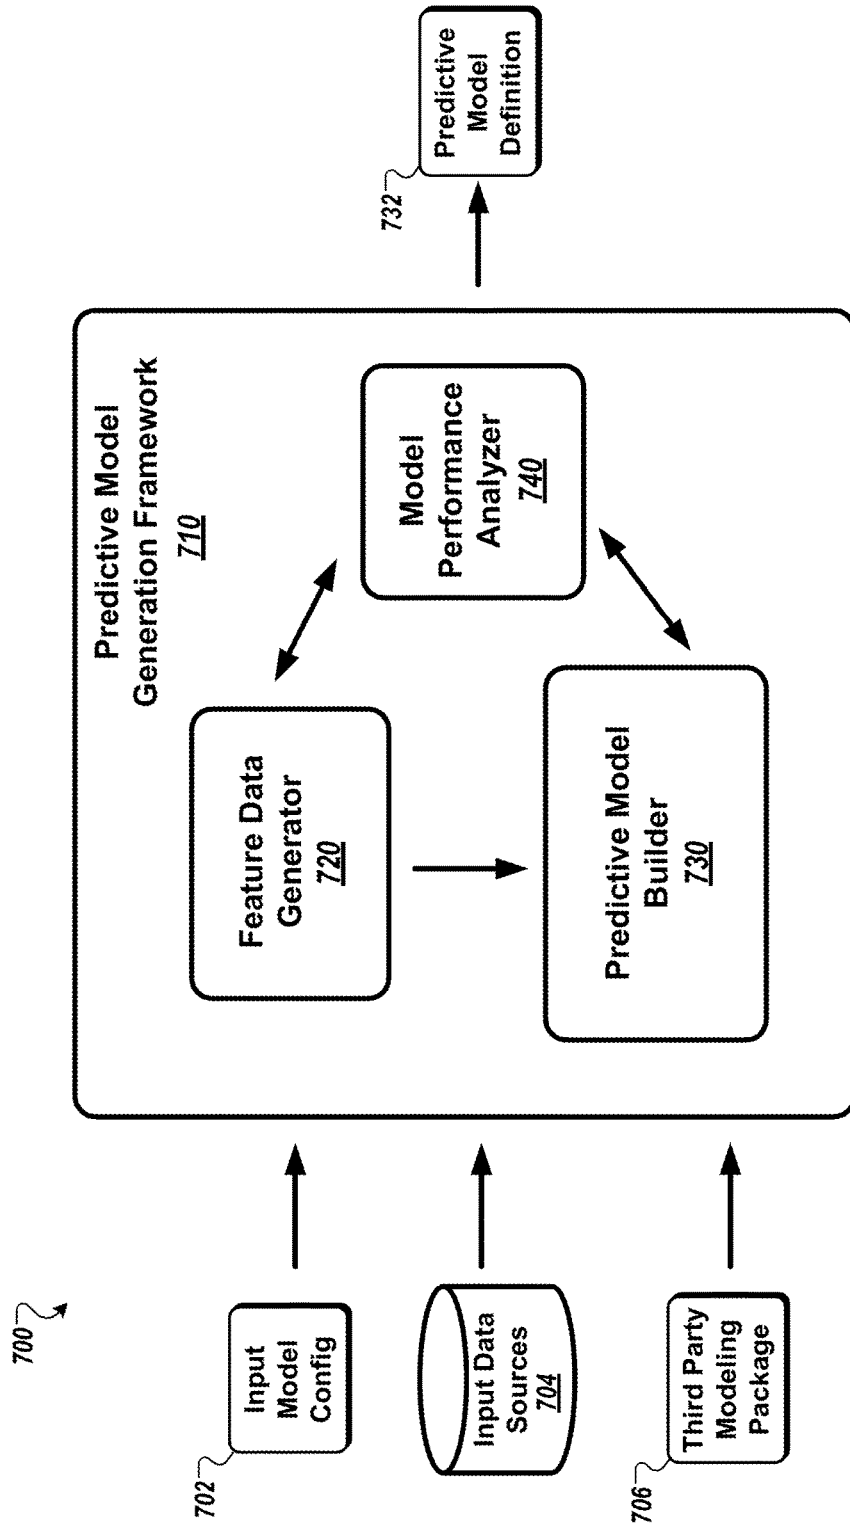 700
702
Input
Model
Config
Input Data
Sources
704
706
Third Party
Modeling
Package
Predictive Model
Generation Framework
710
Feature Data
Generator
720
Predictive Model
Builder
730
Model
Performance
Analyzer
740
732
Predictive
Model
Definition